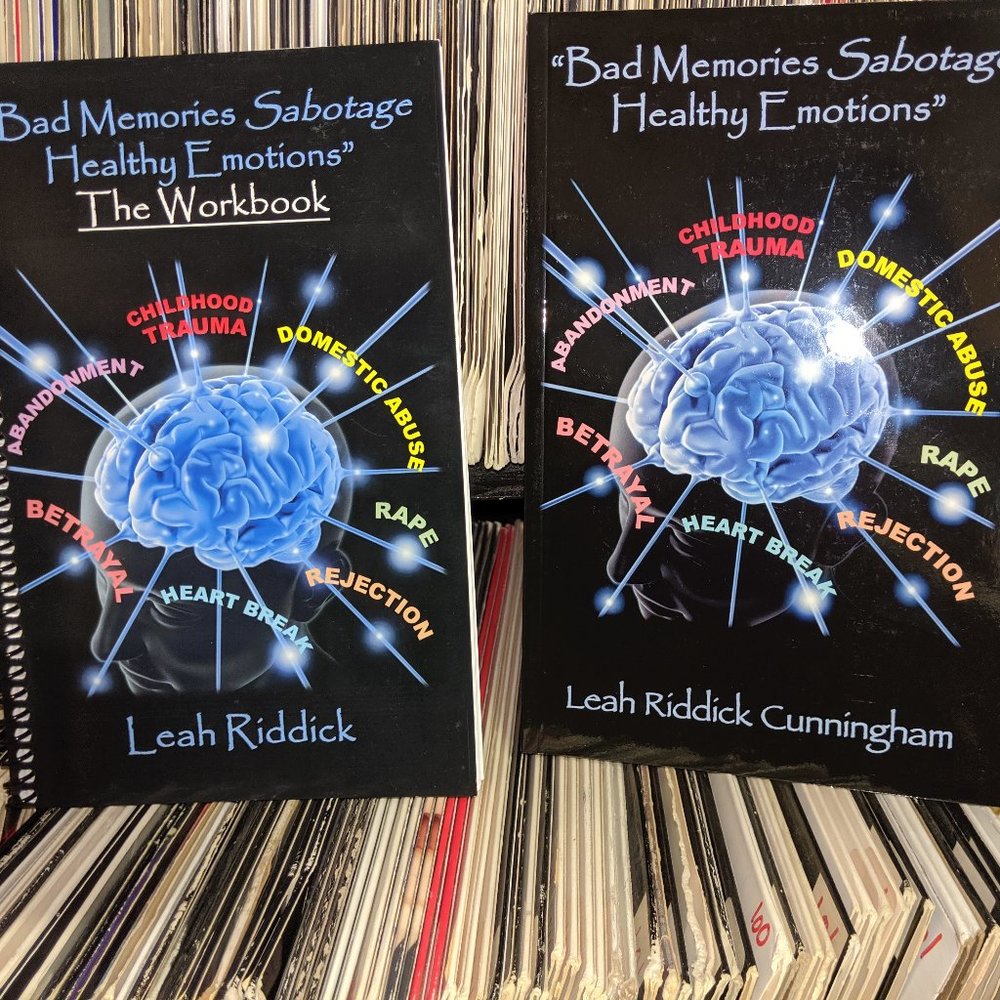 Bad Memories Sabotage
Healthy Emotions”
The Workbook
CHILDHOOD
TRAUMA
DOMESTIC ABUSE
ABANDONMENT
RAPE
BETRAYAL
HEART BREAK
REJECTION
Leah Riddick
“Bad Memories Sabotage
Healthy Emotions”
CHILDHOOD
TRAUMA
DOMESTIC ABUSE
ABANDONMENT
RAPE
BETRAYAL
HEART BREAK
REJECTION
Leah Riddick Cunningham